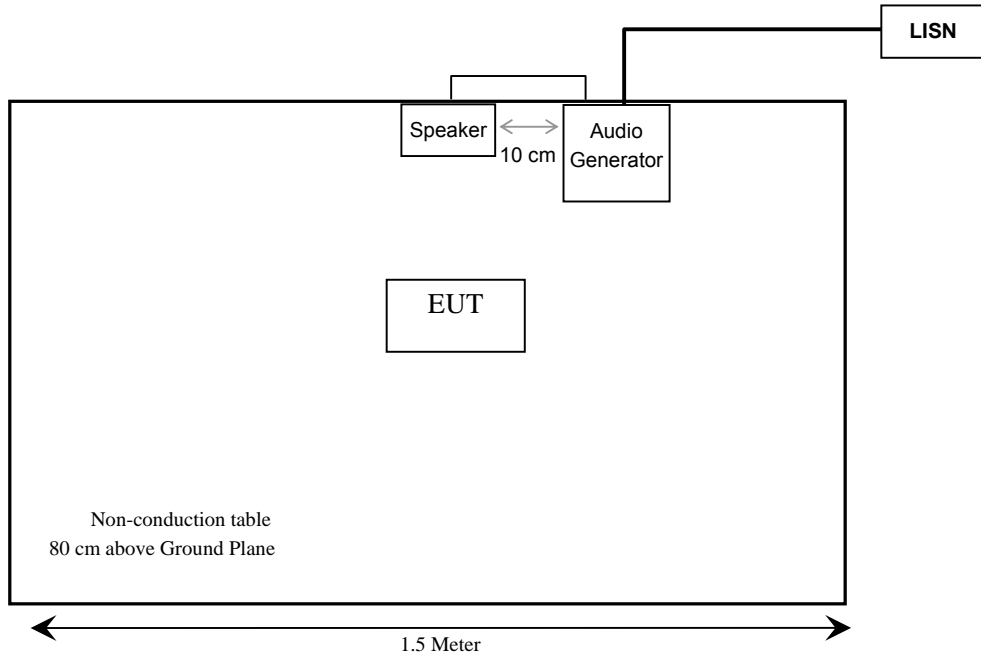 LISN
Speaker
10 cm
Audio
Generator
EUT
Non-conduction table
80 cm above Ground Plane
1.5 Meter